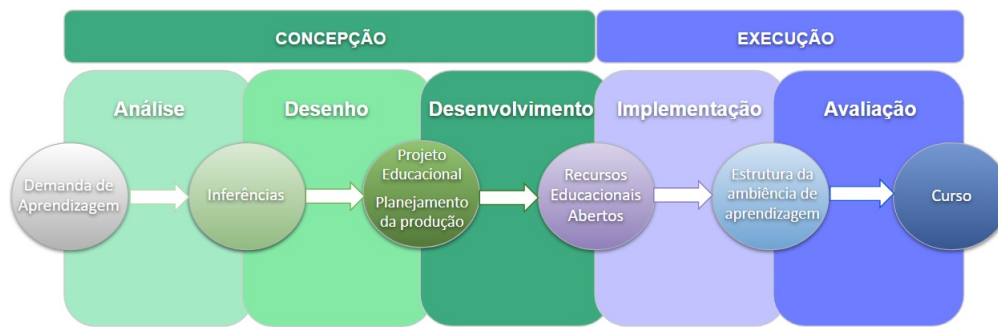 CONCEPÇÃO
EXECUÇÃO
Análise
Desenho
Desenvolvimento
Implementação
Avaliação
Demanda de
Aprendizagem
Inferências
Projeto
Educacional
Planejamento
da produção
Recursos
Educacionais
Abertos
Estrutura da
ambiência de
aprendizagem
Curso